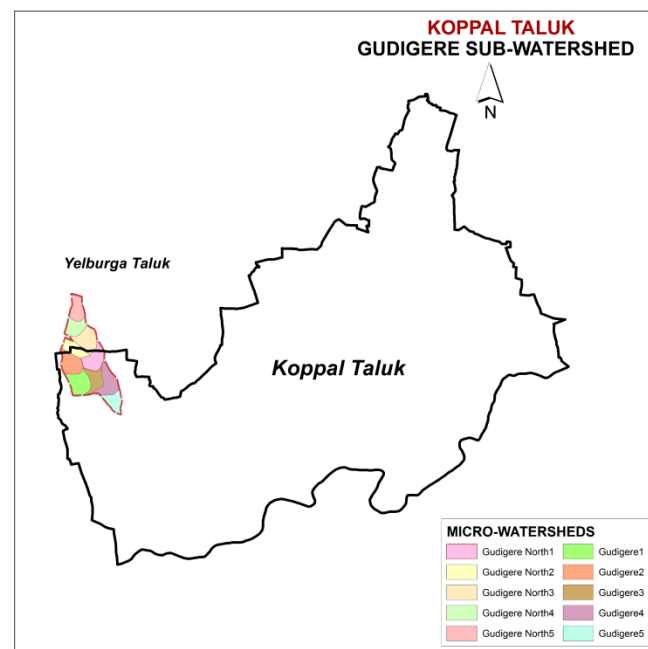 KOPPAL TALUK
GUDIGERE SUB-WATERSHED
N
Yelburga Taluk
Koppal Taluk
MICRO-WATERSHEDS
Gudigere North1 Gudigere1
Gudigere North2 Gudigere2
Gudigere North3 Gudigere3
Gudigere North4 Gudigere4
Gudigere North5 Gudigere5